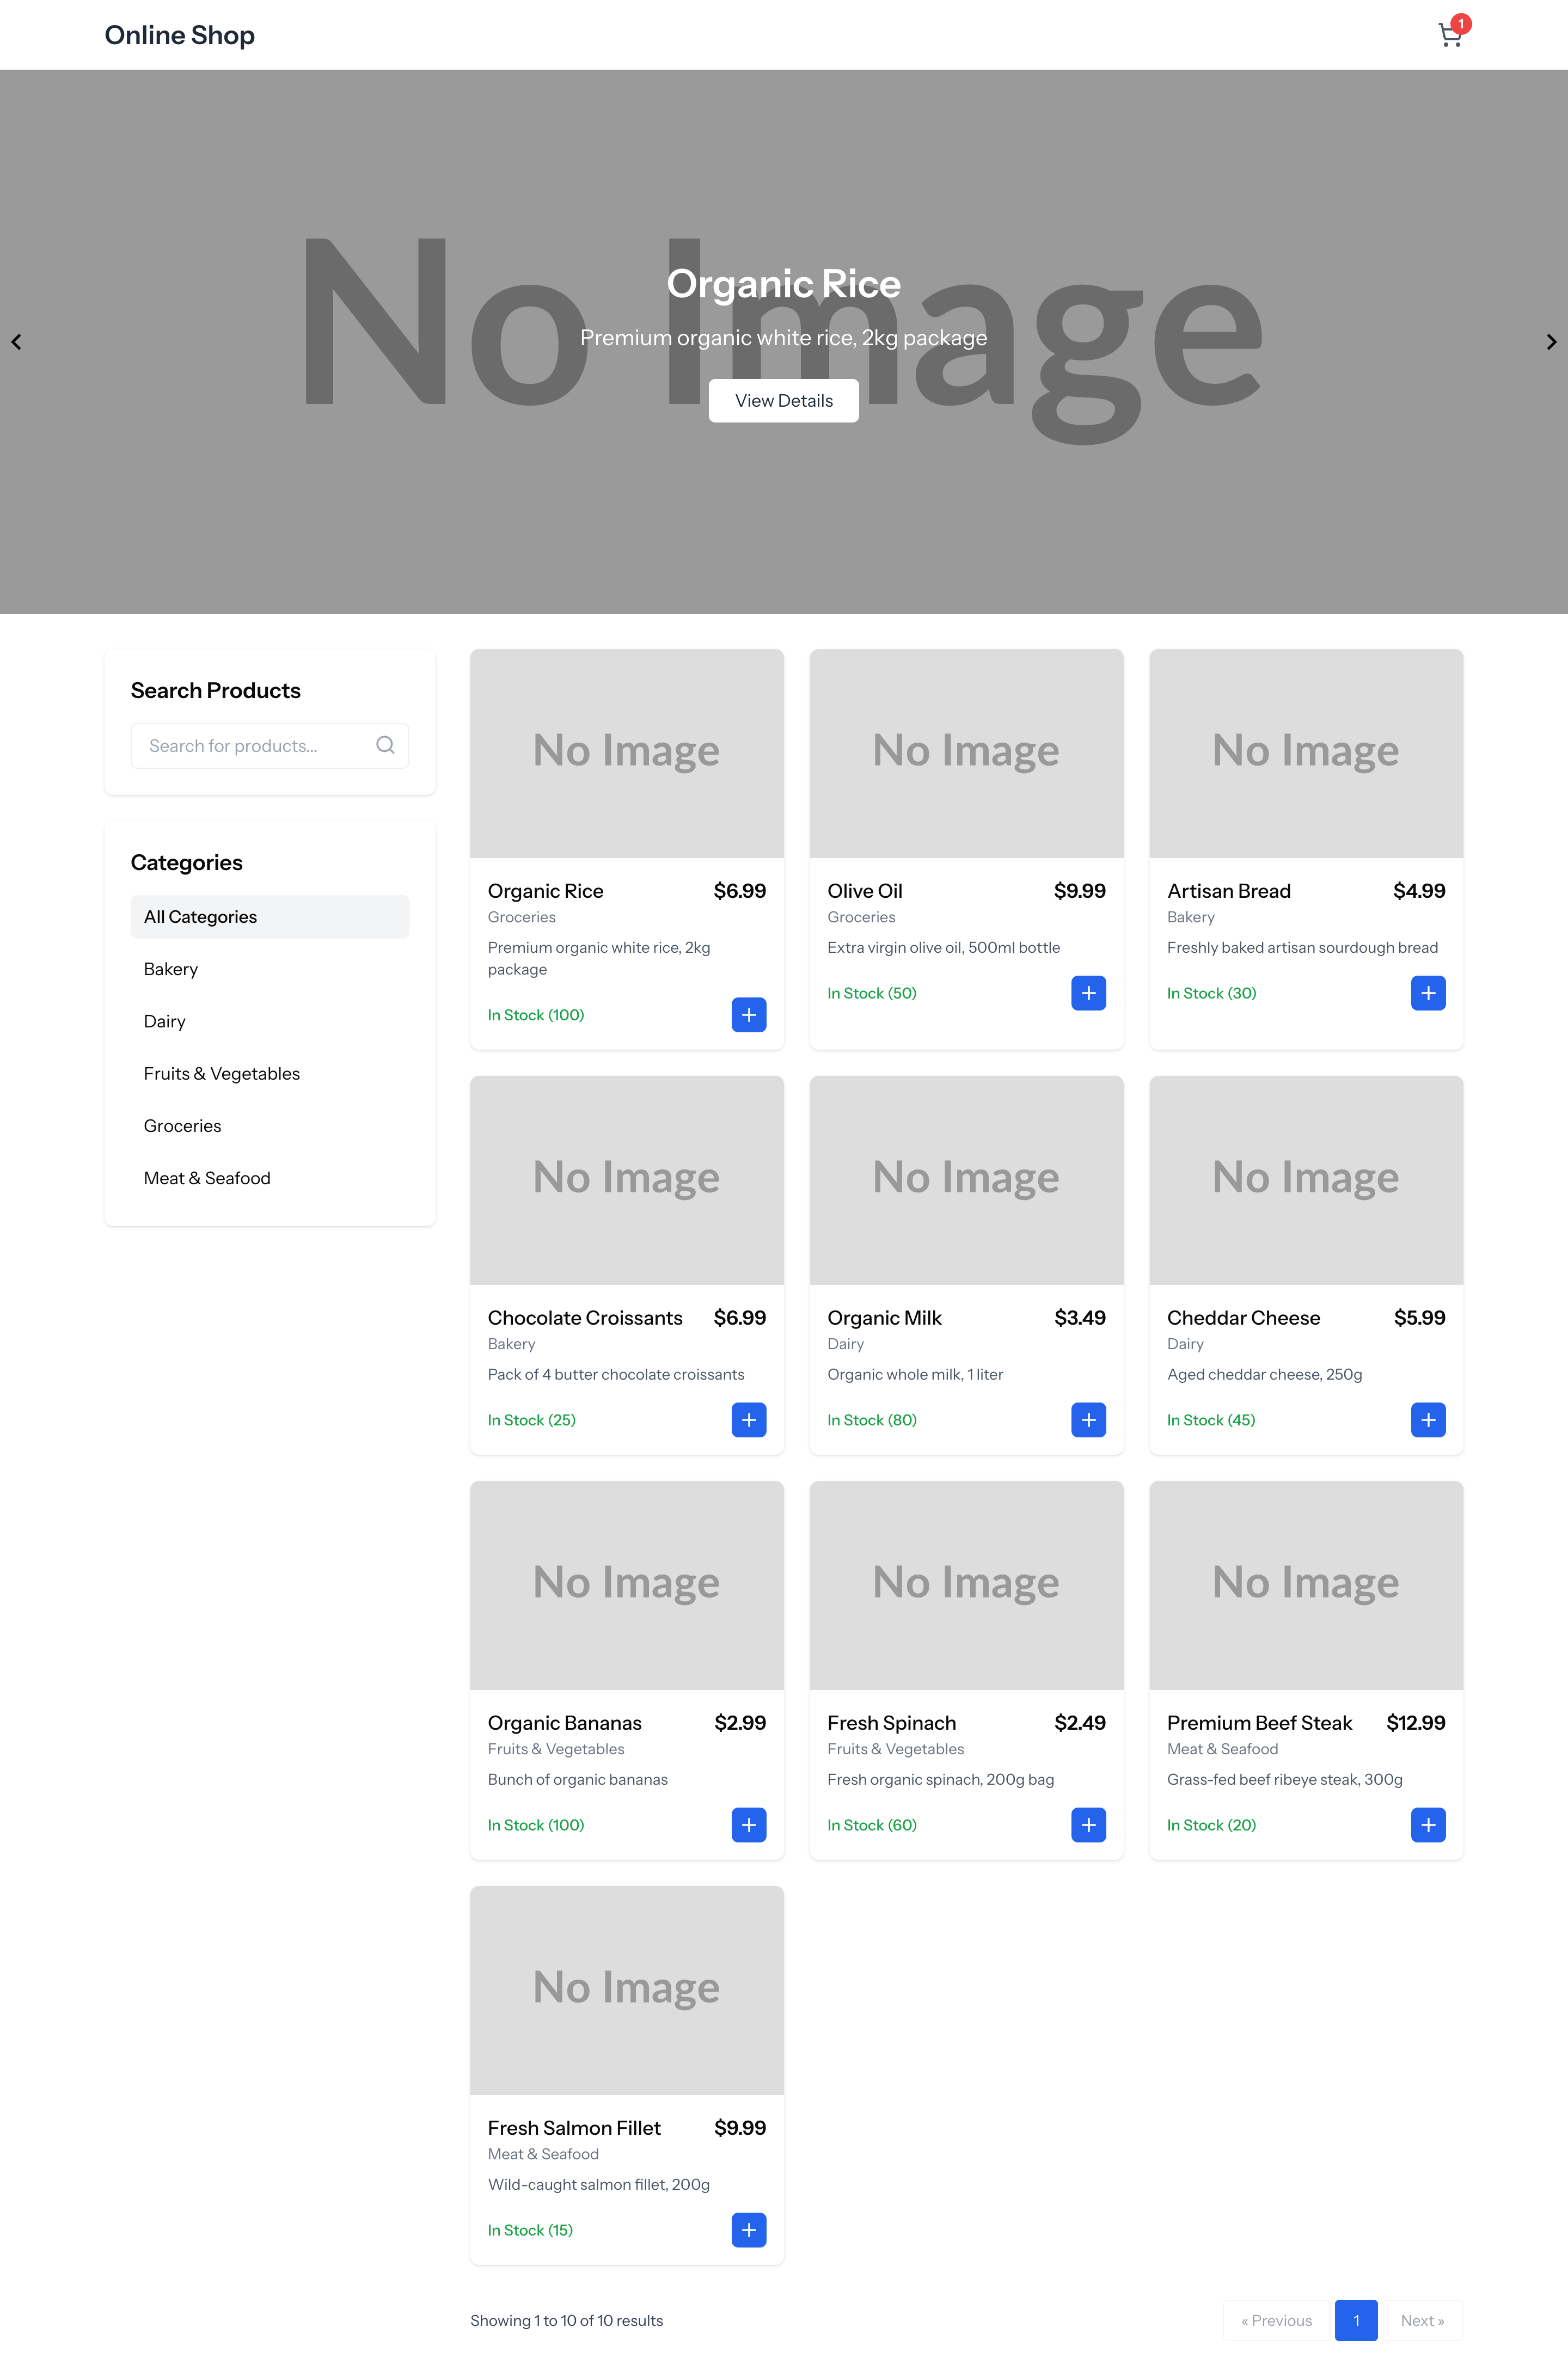 Online Shop
1
No Image
Organic Rice
Premium organic white rice, 2kg package
View Details
Search Products
Search for products...
Categories
All Categories
Bakery
Dairy
Fruits & Vegetables
Groceries
Meat & Seafood
No Image
Organic Rice $6.99
Groceries
Premium organic white rice, 2kg
package
In Stock (100)
No Image
Olive Oil $9.99
Groceries
Extra virgin olive oil, 500ml bottle
In Stock (50)
No Image
Artisan Bread $4.99
Bakery
Freshly baked artisan sourdough bread
In Stock (30)
No Image
Chocolate Croissants $6.99
Bakery
Pack of 4 butter chocolate croissants
In Stock (25)
No Image
Organic Milk $3.49
Dairy
Organic whole milk, 1 liter
In Stock (80)
No Image
Cheddar Cheese $5.99
Dairy
Aged cheddar cheese, 250g
In Stock (45)
No Image
Organic Bananas $2.99
Fruits & Vegetables
Bunch of organic bananas
In Stock (100)
No Image
Fresh Spinach $2.49
Fruits & Vegetables
Fresh organic spinach, 200g bag
In Stock (60)
No Image
Premium Beef Steak $12.99
Meat & Seafood
Grass-fed beef ribeye steak, 300g
In Stock (20)
No Image
Fresh Salmon Fillet $9.99
Meat & Seafood
Wild-caught salmon fillet, 200g
In Stock (15)
Showing 1 to 10 of 10 results
« Previous 1 Next »